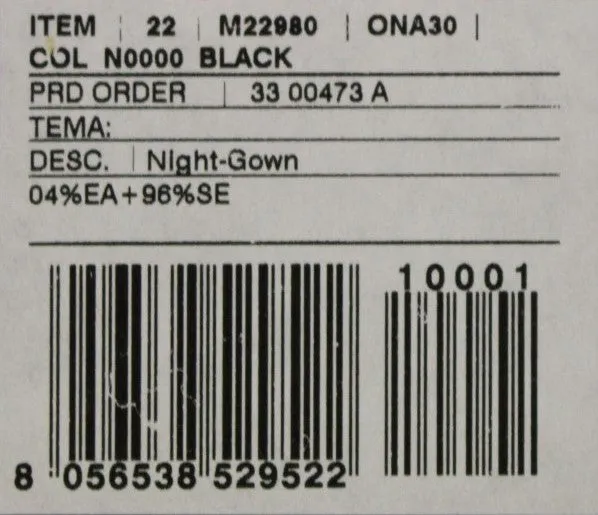 ITEM | 22 | M22980 | ONA30 |
COL N0000 BLACK
PRD ORDER | 33 00473 A
TEMA:
DESC. | Night-Gown
04%EA+96%SE
10001
8 056538 529522